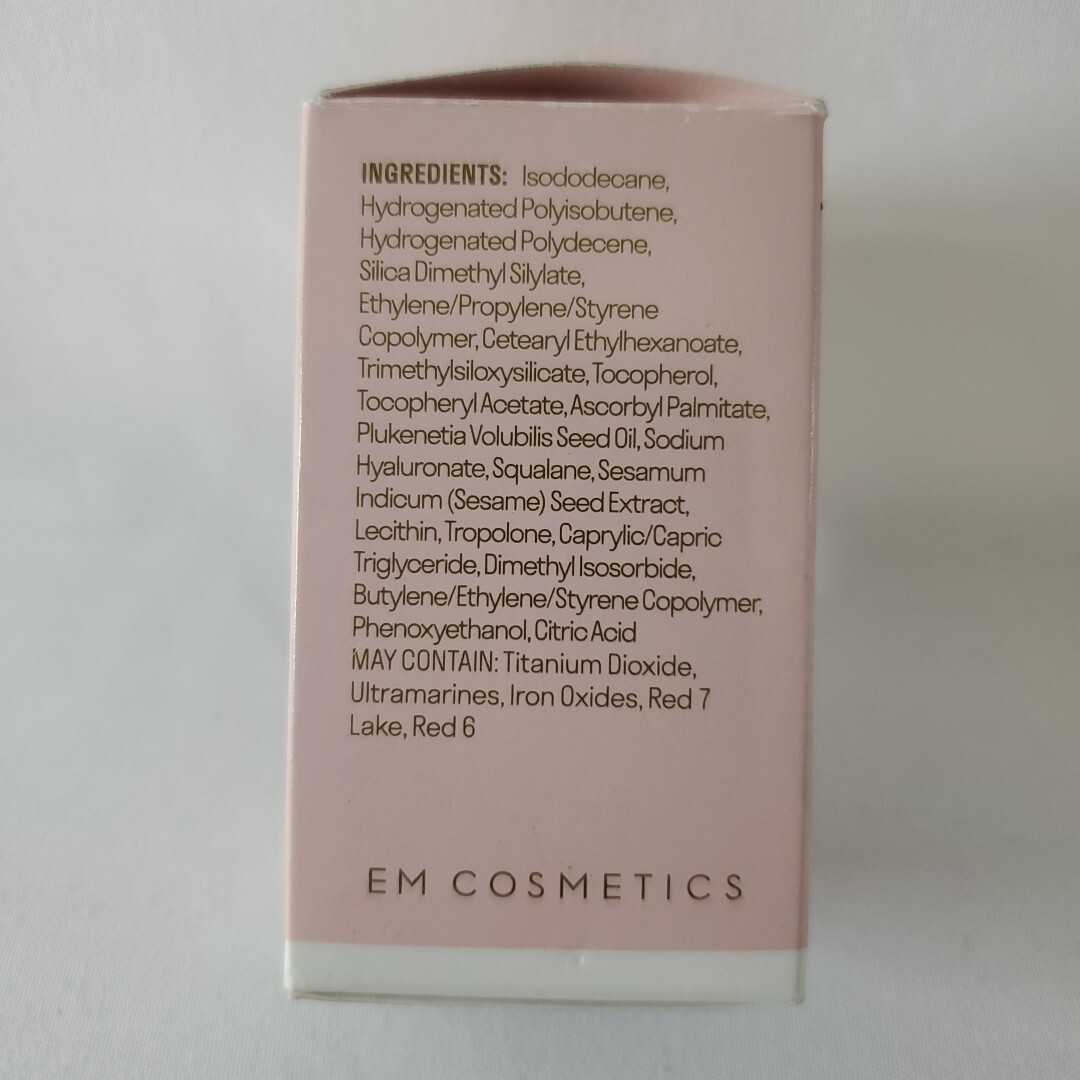 INGREDIENTS: Isododecane,
Hydrogenated Polyisobutene,
Hydrogenated Polydecene,
Silica Dimethyl Silylate,
Ethylene/Propylene/Styrene
Copolymer, Cetearyl Ethylhexanoate,
Trimethylsiloxysilicate, Tocopherol,
Tocopheryl Acetate, Ascorbyl Palmitate,
Plukenetia Volubilis Seed Oil, Sodium
Hyaluronate, Squalane, Sesamum
Indicum (Sesame) Seed Extract,
Lecithin, Tropolone, Caprylic/Capric
Triglyceride, Dimethyl Isosorbide,
Butylene/Ethylene/Styrene Copolymer,
Phenoxyethanol, Citric Acid
MAY CONTAIN: Titanium Dioxide,
Ultramarines, Iron Oxides, Red 7
Lake, Red 6
EM COSMETICS